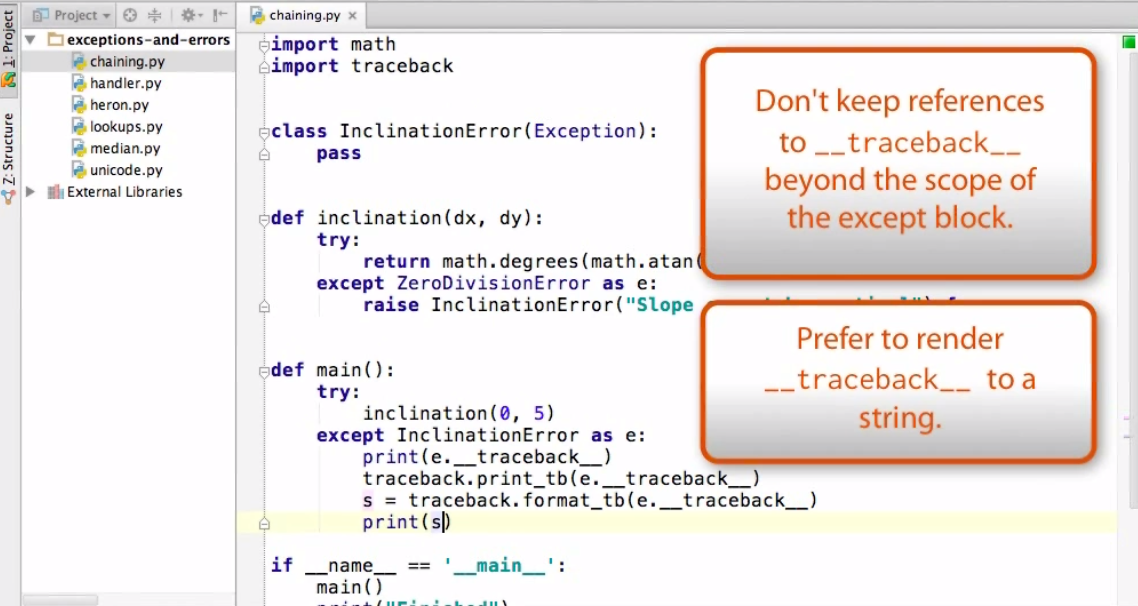 Project
chaining.py
1: Project
Z: Structure
exceptions-and-errors
chaining.py
handler.py
heron.py
lookups.py
median.py
unicode.py
External Libraries
import math
import traceback
class InclinationError(Exception):
pass
def inclination(dx, dy):
try:
return math.degrees(math.atan(
except ZeroDivisionError as e:
raise InclinationError("Slope
def main():
try:
inclination(0, 5)
except InclinationError as e:
print(e.__traceback__)
traceback.print_tb(e.__traceback__)
s = traceback.format_tb(e.__traceback__)
print(s)
if __name__ == '__main__':
main()
print("Finished")
Don't keep references
to __traceback__
beyond the scope of
the except block.
Prefer to render
__traceback__ to a
string.